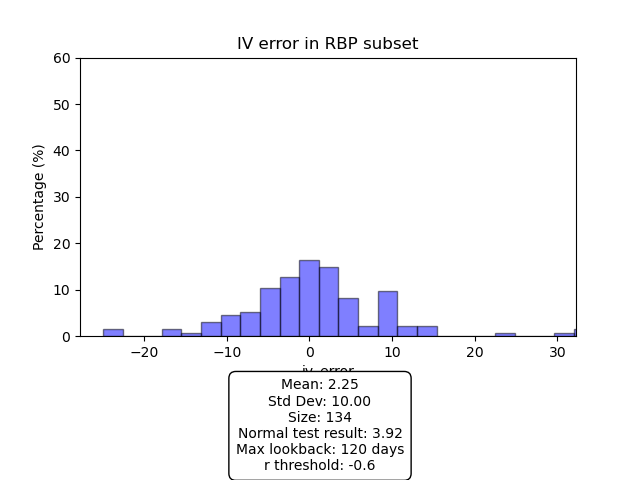 IV error in RBP subset
60
50
40
30
20
10
0
Percentage (%)
−20
−10
0
10
20
30
iv_error
Mean: 2.25
Std Dev: 10.00
Size: 134
Normal test result: 3.92
Max lookback: 120 days
r threshold: -0.6